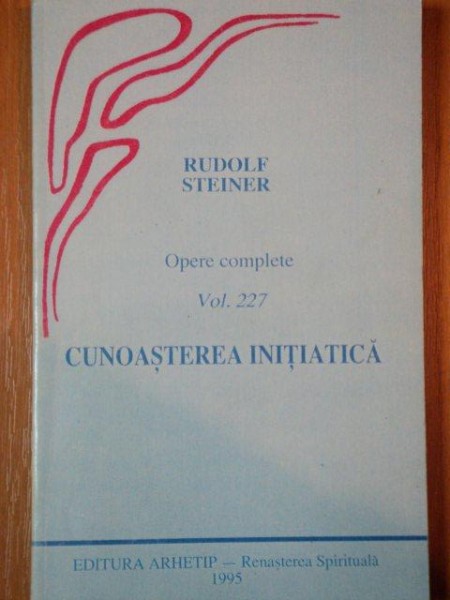 RUDOLF
STEINER
Opere complete
Vol. 227
CUNOAȘTEREA INIȚIATICĂ
EDITURA ARHETIP — Renașterea Spirituală
1995